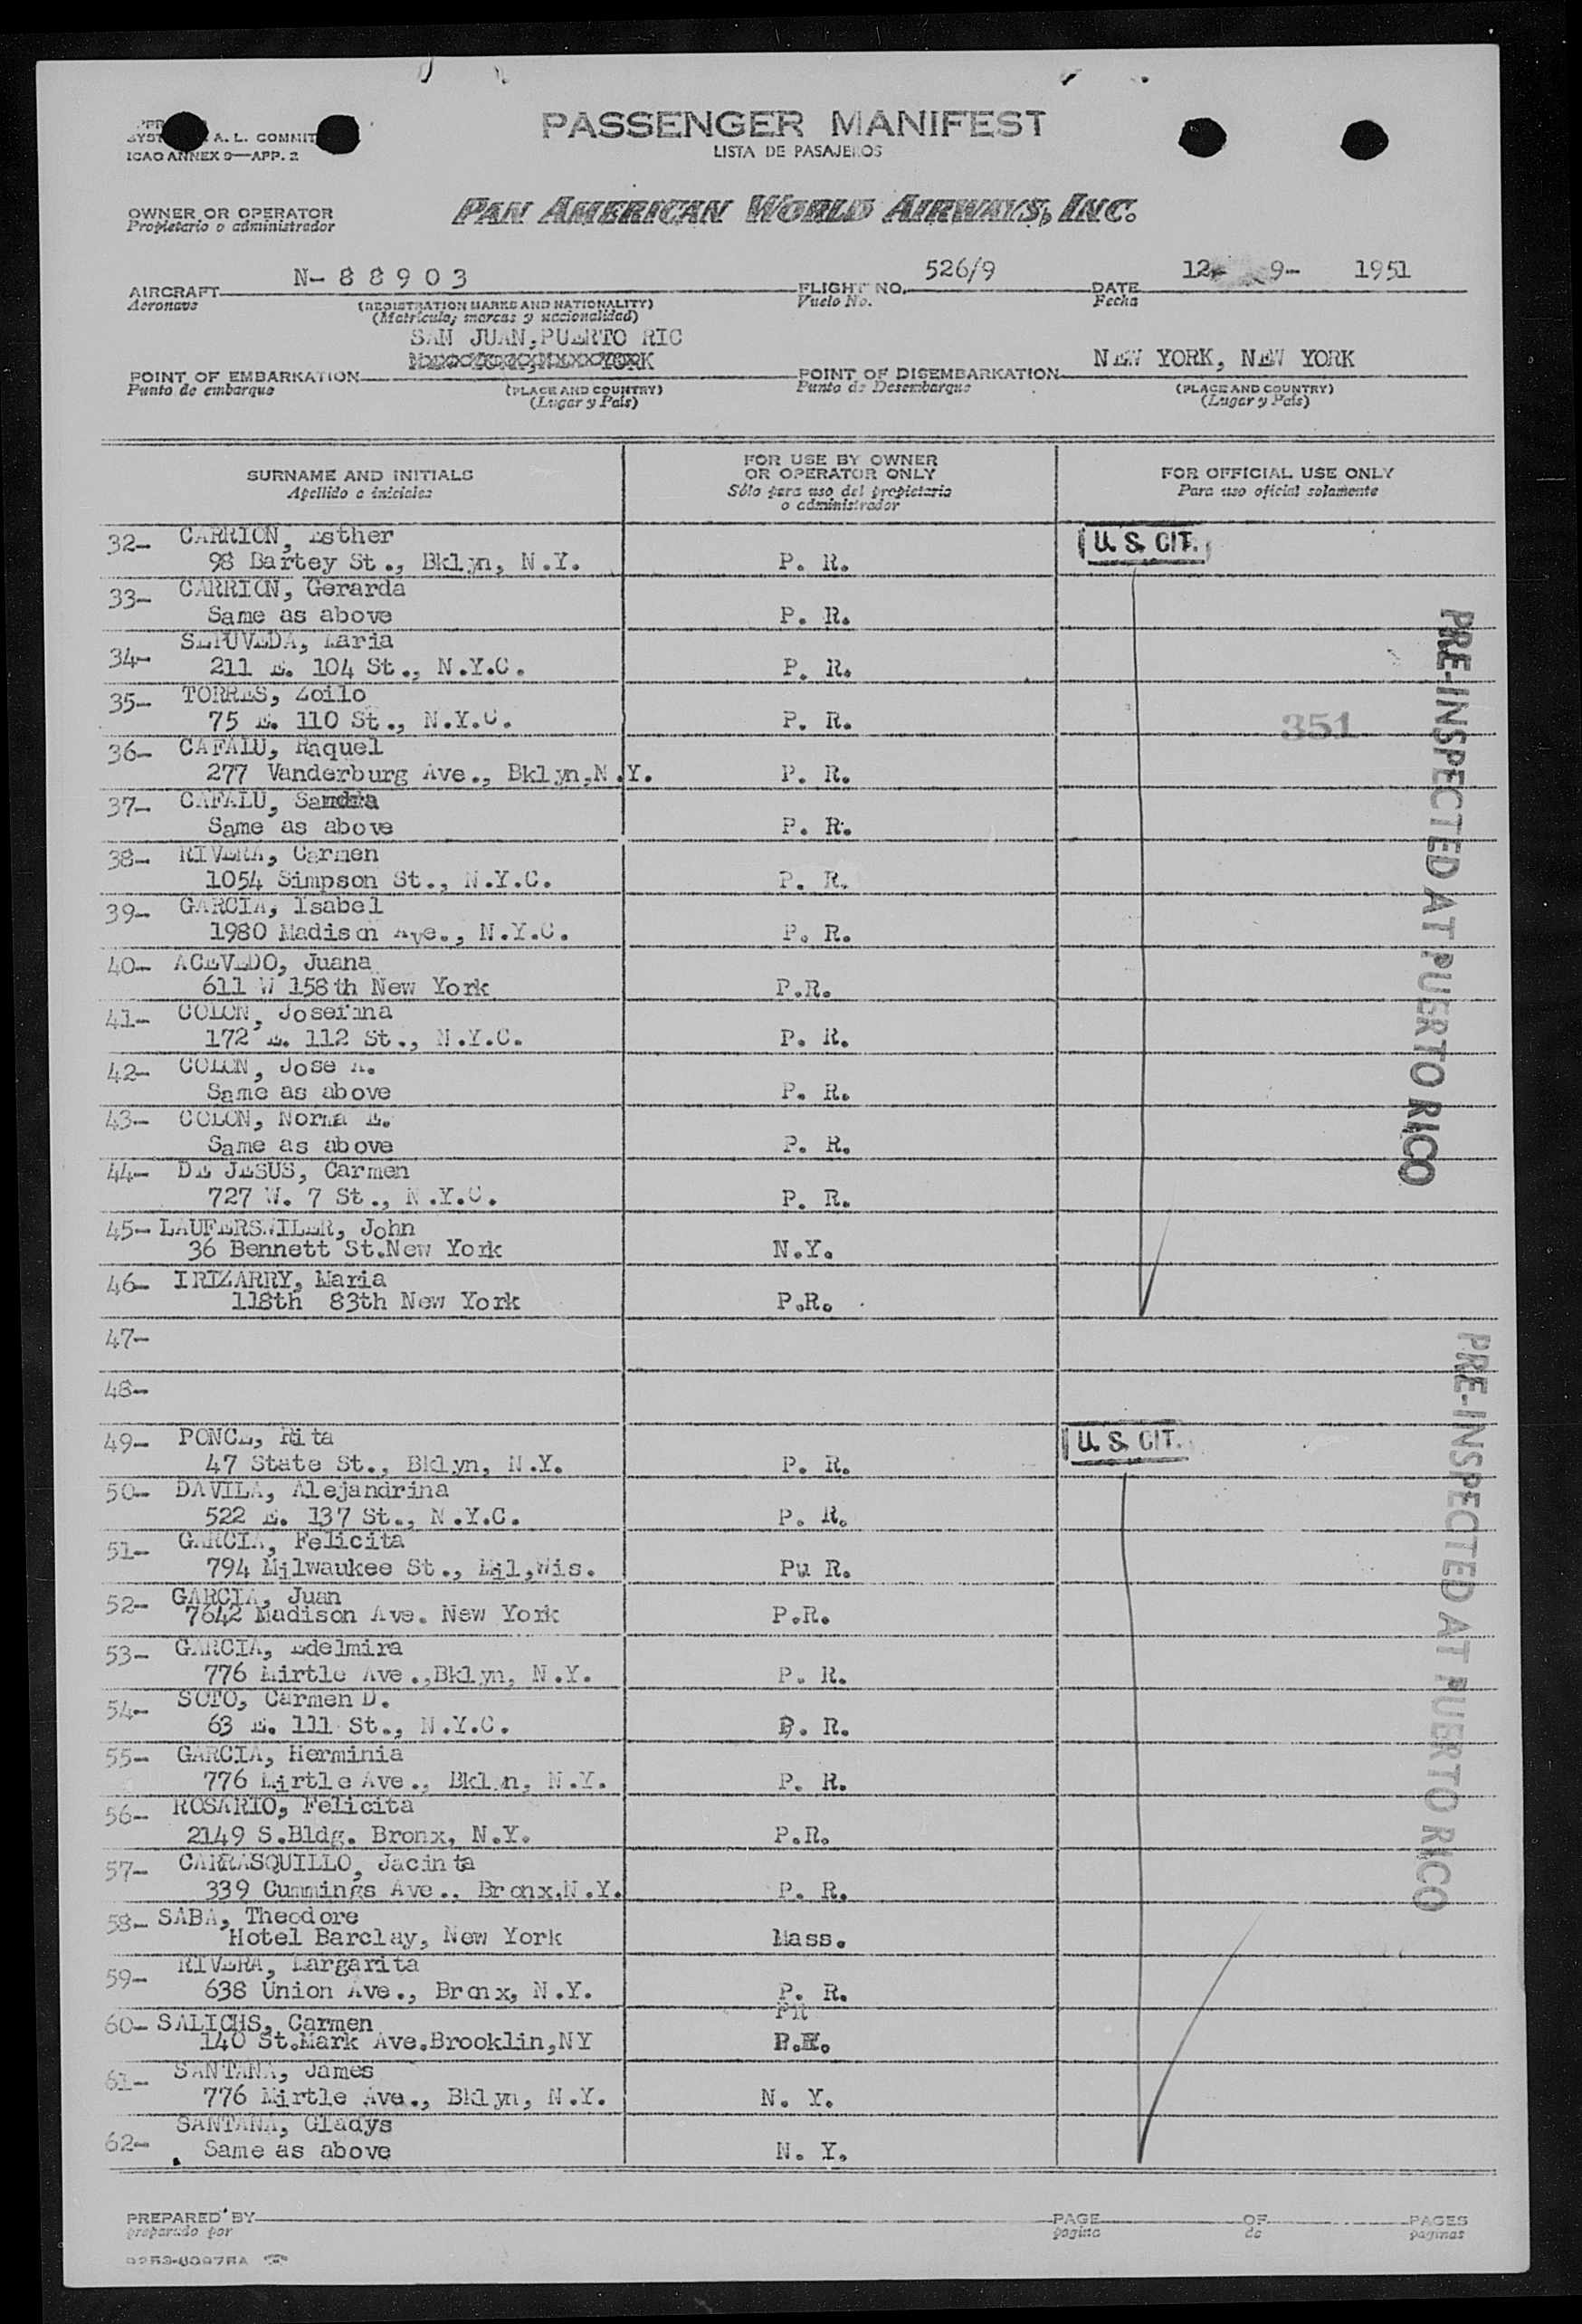 A. L. COMMIT
ICAO ANNEX 9—APP. 2
PASSENGER MANIFEST
LISTA DE PASAJEROS
OWNER OR OPERATOR
Propietario o administrador
PAN AMERICAN WORLD AIRWAYS, INC.
AIRCRAFT N- 8 8 9 0 3
Aeronave
(REGISTRATION MARKS AND NATIONALITY)
(Matrícula, marcas y nacionalidad)
FLIGHT NO. 526/9
Vuelo No.
DATE 12- 9- 1951
Fecha
SAN JUAN, PUERTO RIC
POINT OF EMBARKATION
Punto de embarque
(PLACE AND COUNTRY)
(Lugar y País)
POINT OF DISEMBARKATION NEW YORK, NEW YORK
Punto de Desembarque
(PLACE AND COUNTRY)
(Lugar y País)
SURNAME AND INITIALS
Apellido e iniciales
FOR USE BY OWNER
OR OPERATOR ONLY
Sólo para uso del propietario
o administrador
FOR OFFICIAL USE ONLY
Para uso oficial solamente
32- CARRION, Esther
98 Bartey St., Bklyn, N.Y. P. R.
U. S. CIT.
33- CARRION, Gerarda
Same as above P. R.
34- SEPUVEDA, Maria
211 E. 104 St., N.Y.C. P. R.
35- TORRES, Zoilo
75 E. 110 St., N.Y.C. P. R.
351
36- CAFALU, Raquel
277 Vanderburg Ave., Bklyn,N.Y. P. R.
37- CAFALU, Sandra
Same as above P. R.
38- RIVERA, Carmen
1054 Simpson St., N.Y.C. P. R.
39- GARCIA, Isabel
1980 Madison Ave., N.Y.C. P. R.
40- ACEVEDO, Juana
611 W 158th New York P.R.
41- COLON, Josefina
172 E. 112 St., N.Y.C. P. R.
42- COLON, Jose A.
Same as above P. R.
43- COLON, Norma E.
Same as above P. R.
44- DE JESUS, Carmen
727 W. 7 St., N.Y.C. P. R.
45- LAUFERSWILER, John
36 Bennett St.New York N.Y.
46- IRIZARRY, Maria
118th 83th New York P.R.
47-
48-
49- PONCE, Rita
47 State St., Bklyn, N.Y. P. R.
U. S. CIT.
50- DAVILA, Alejandrina
522 E. 137 St., N.Y.C. P. R.
51- GARCIA, Felicita
794 Milwaukee St., Mil,Wis. Pu R.
52- GARCIA, Juan
7642 Madison Ave. New York P.R.
53- GARCIA, Edelmira
776 Mirtle Ave.,Bklyn, N.Y. P. R.
54- SOTO, Carmen D.
63 E. 111 St., N.Y.C. P. R.
55- GARCIA, Herminia
776 Mirtle Ave., Bklyn, N.Y. P. R.
56- ROSARIO, Felicita
2149 S.Bldg. Bronx, N.Y. P.R.
57- CARRASQUILLO, Jacinta
339 Cummings Ave., Bronx,N.Y. P. R.
58- SABA, Theodore
Hotel Barclay, New York Mass.
59- RIVERA, Margarita
638 Union Ave., Bronx, N.Y. P. R.
60- SALICHS, Carmen PR
140 St.Mark Ave.Brooklin,NY
61- SANTANA, James
776 Mirtle Ave., Bklyn, N.Y. N. Y.
62- SANTANA, Gladys
Same as above N. Y.
PRE-INSPECTED AT PUERTO RICO
PRE-INSPECTED AT PUERTO RICO
PREPARED BY
preparado por
PAGE OF PAGES
página de páginas